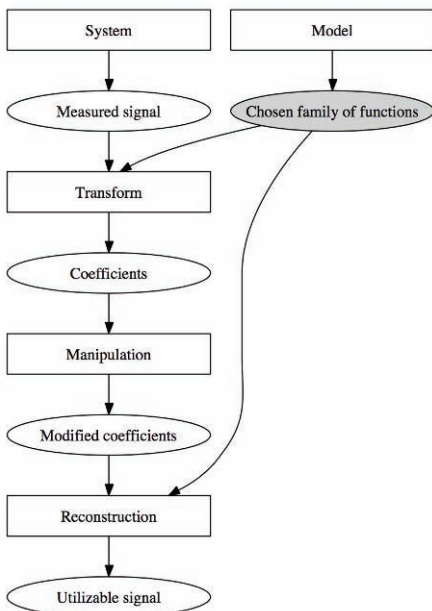 System
Model
Measured signal
Chosen family of functions
Transform
Coefficients
Manipulation
Modified coefficients
Reconstruction
Utilizable signal